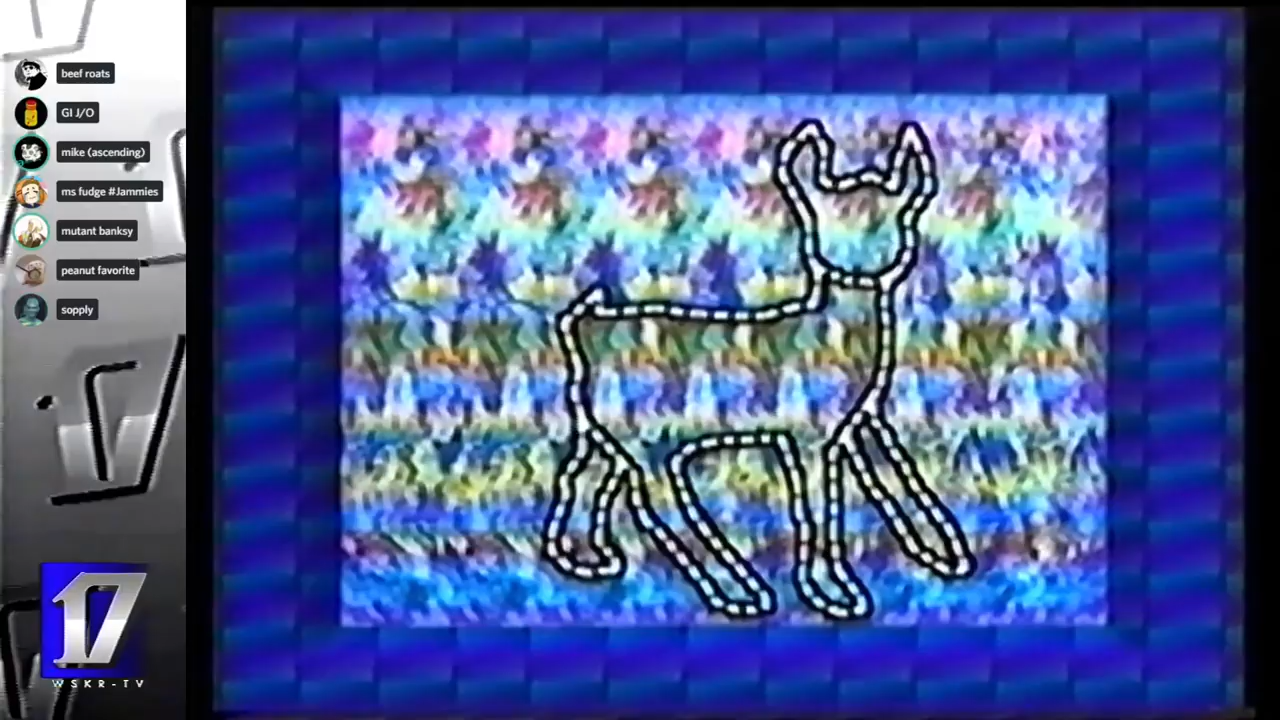 beef roats
GI J/O
mike (ascending)
ms fudge #Jammies
mutant banksy
peanut favorite
sopply
17
WSKR-TV